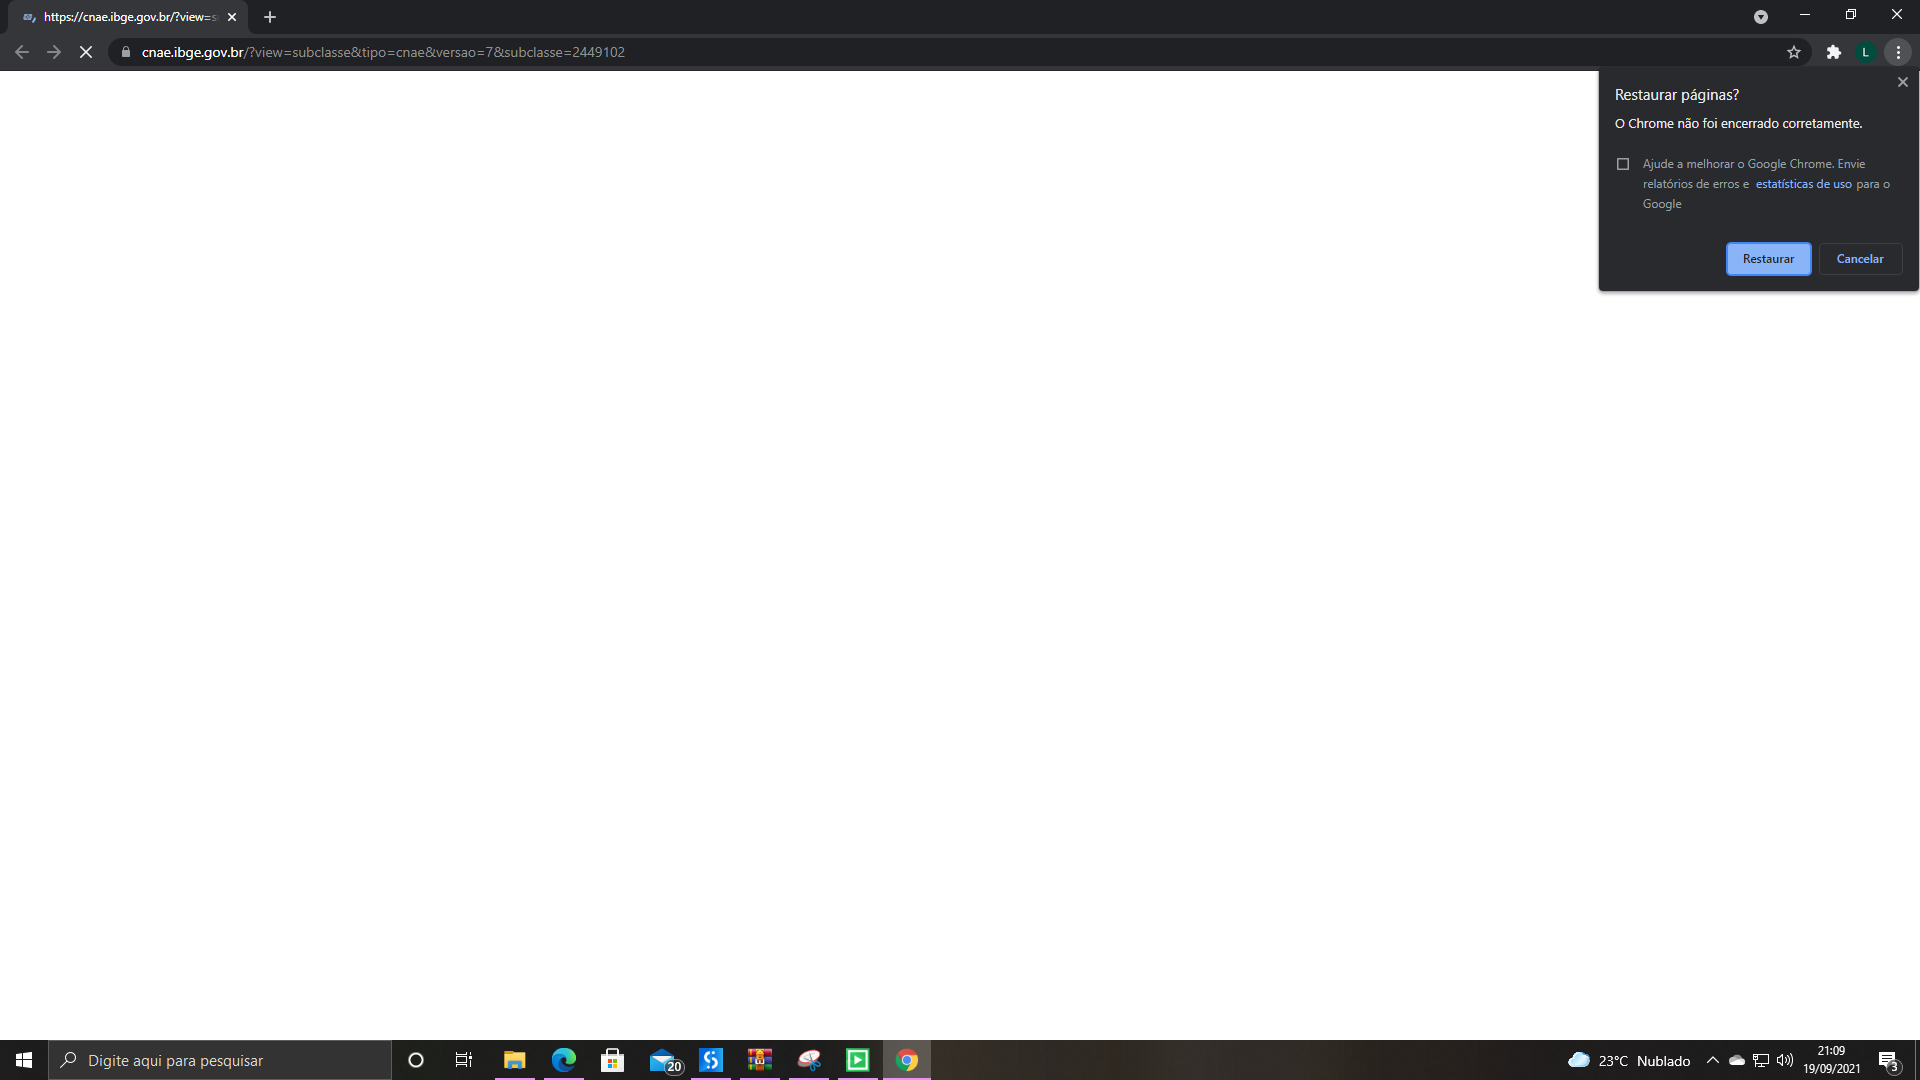 https://cnae.ibge.gov.br/?view=s
cnae.ibge.gov.br/?view=subclasse&tipo=cnae&versao=7&subclasse=2449102
L
Restaurar páginas?
O Chrome não foi encerrado corretamente.
Ajude a melhorar o Google Chrome. Envie
relatórios de erros e estatísticas de uso para o
Google
Restaurar
Cancelar
Digite aqui para pesquisar
20
23°C Nublado
21:09
19/09/2021
3